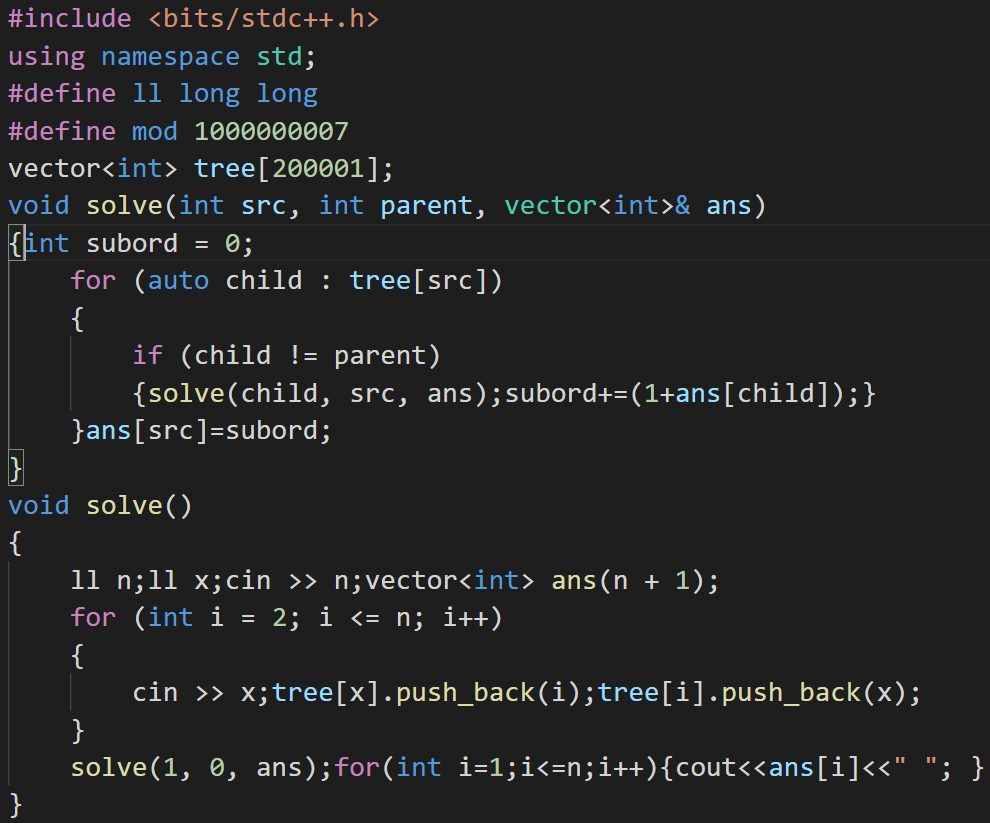 #include <bits/stdc++.h>
using namespace std;
#define ll long long
#define mod 1000000007
vector<int> tree[200001];
void solve(int src, int parent, vector<int>& ans)
{int subord = 0;
    for (auto child : tree[src])
    {
        if (child != parent)
        {solve(child, src, ans);subord+=(1+ans[child]);}
    }ans[src]=subord;
}
void solve()
{
    ll n;ll x;cin >> n;vector<int> ans(n + 1);
    for (int i = 2; i <= n; i++)
    {
        cin >> x;tree[x].push_back(i);tree[i].push_back(x);
    }
    solve(1, 0, ans);for(int i=1;i<=n;i++){cout<<ans[i]<<" "; }
}